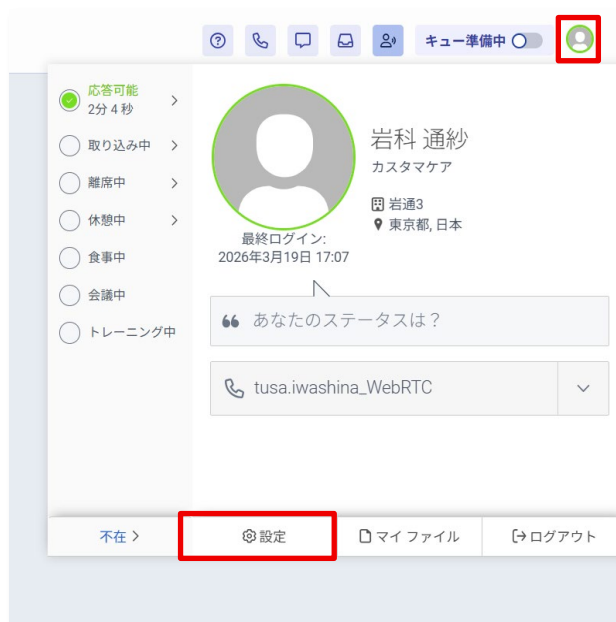 キュー準備中
応答可能
2分 4 秒
取り込み中
離席中
休憩中
食事中
会議中
トレーニング中
岩科 通紗
カスタマケア
岩通3
東京都, 日本
最終ログイン:
2026年3月19日 17:07
あなたのステータスは？
tusa.iwashina_WebRTC
不在
設定
マイ ファイル
ログアウト